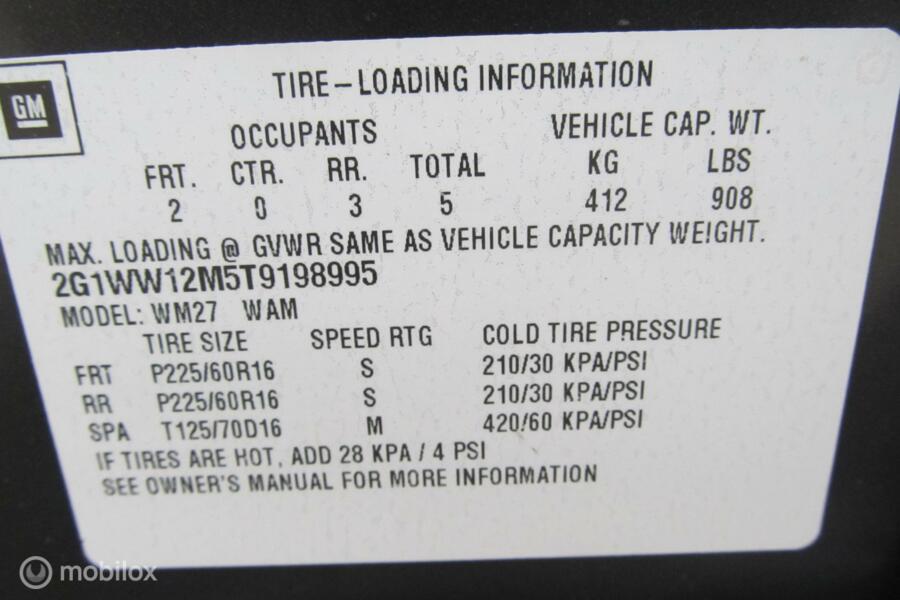 GM
TIRE–LOADING INFORMATION
OCCUPANTS VEHICLE CAP. WT.
FRT. CTR. RR. TOTAL KG LBS
2 0 3 5 412 908
MAX. LOADING @ GVWR SAME AS VEHICLE CAPACITY WEIGHT.
2G1WW12M5T9198995
MODEL: WM27 WAM
TIRE SIZE SPEED RTG COLD TIRE PRESSURE
FRT P225/60R16 S 210/30 KPA/PSI
RR P225/60R16 S 210/30 KPA/PSI
SPA T125/70D16 M 420/60 KPA/PSI
IF TIRES ARE HOT, ADD 28 KPA / 4 PSI
SEE OWNER'S MANUAL FOR MORE INFORMATION
mobilox